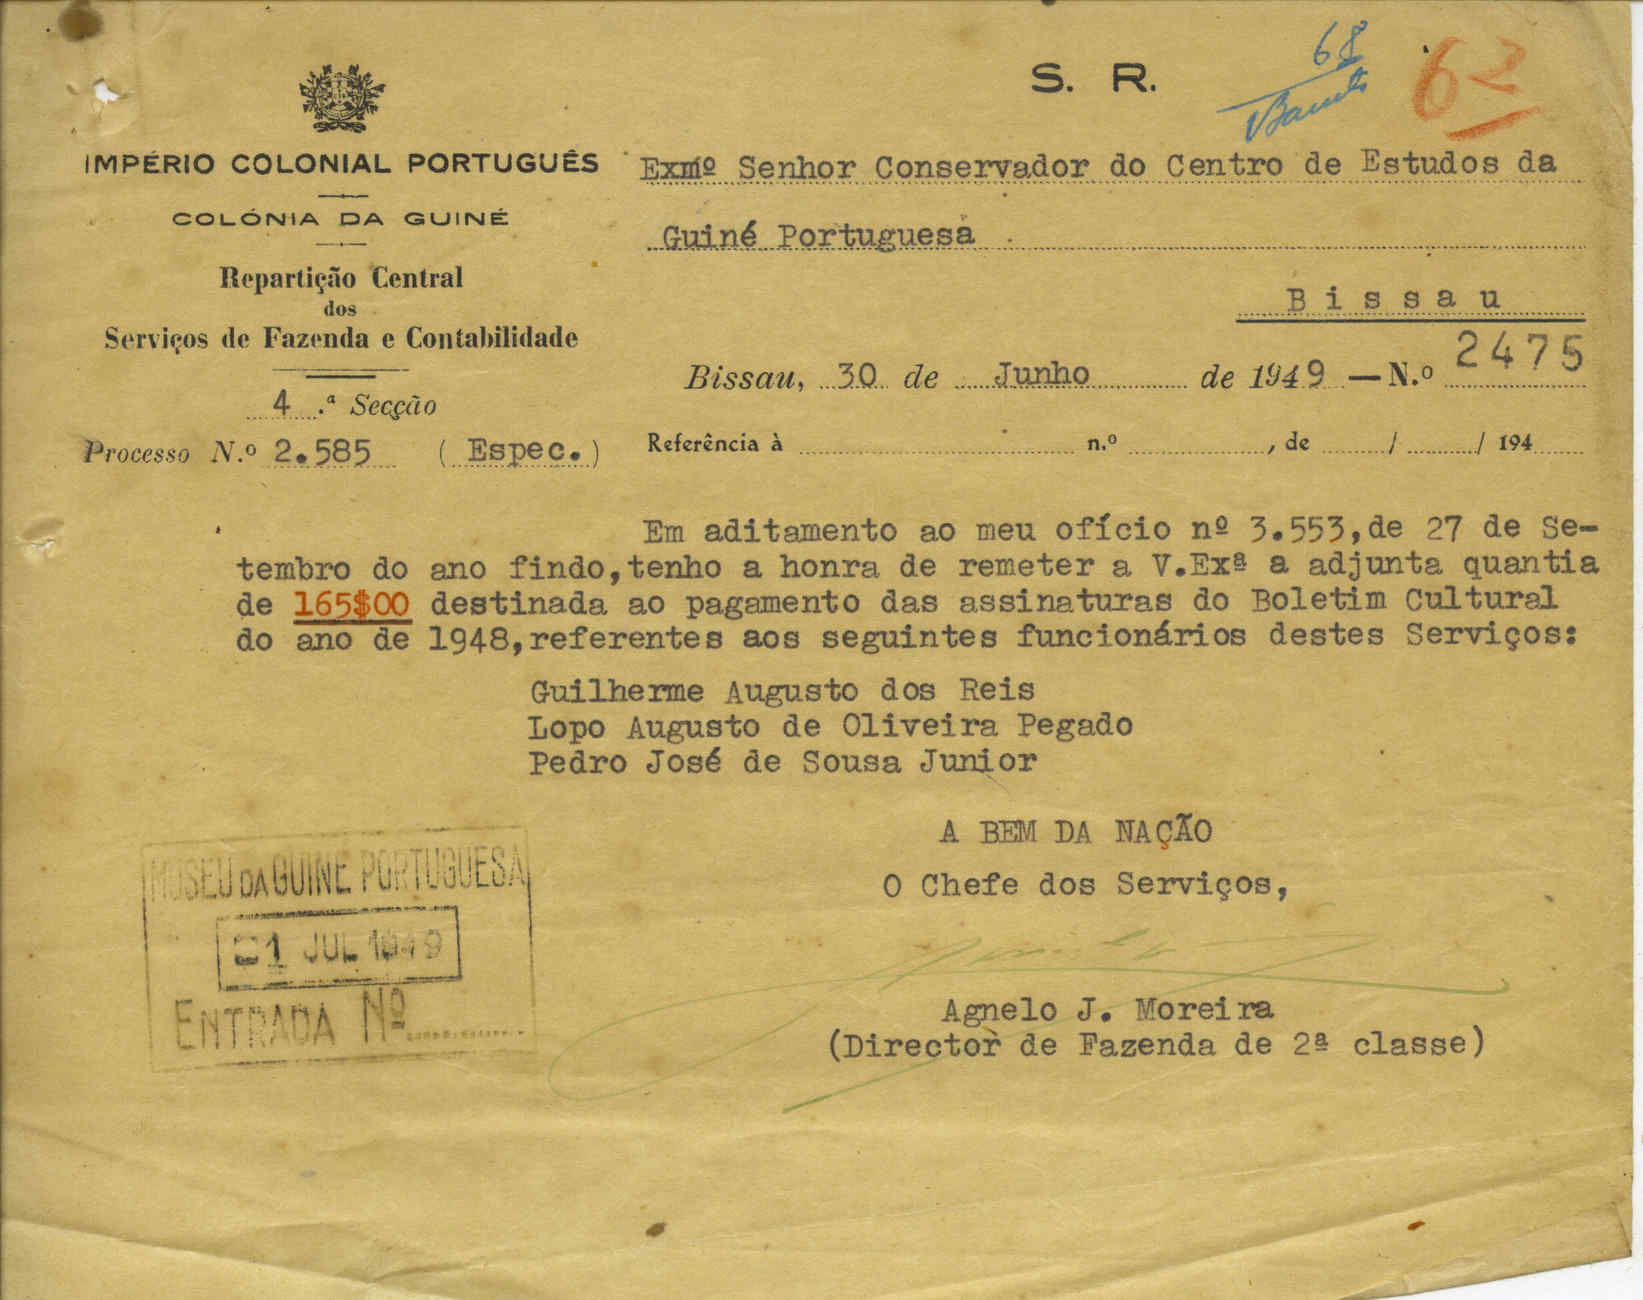 S. R.
68
62
IMPÉRIO COLONIAL PORTUGUÊS
COLÓNIA DA GUINÉ
Repartição Central
dos
Serviços de Fazenda e Contabilidade
4.ª Secção
Processo N.º 2.585 (Espec.)
Exmº Senhor Conservador do Centro de Estudos da
Guiné Portuguesa
Bissau
Bissau, 30 de Junho de 1949 — N.º 2475
Referência à n.º , de / / 194
Em aditamento ao meu ofício nº 3.553,de 27 de Se-
tembro do ano findo,tenho a honra de remeter a V.Exª a adjunta quantia
de 165$00 destinada ao pagamento das assinaturas do Boletim Cultural
do ano de 1948,referentes aos seguintes funcionários destes Serviços:
Guilherme Augusto dos Reis
Lopo Augusto de Oliveira Pegado
Pedro José de Sousa Junior
A BEM DA NAÇÃO
O Chefe dos Serviços,
Agnelo J. Moreira
(Director de Fazenda de 2ª classe)
MUSEU DA GUINÉ PORTUGUESA
1 JUL 1949
ENTRADA Nº